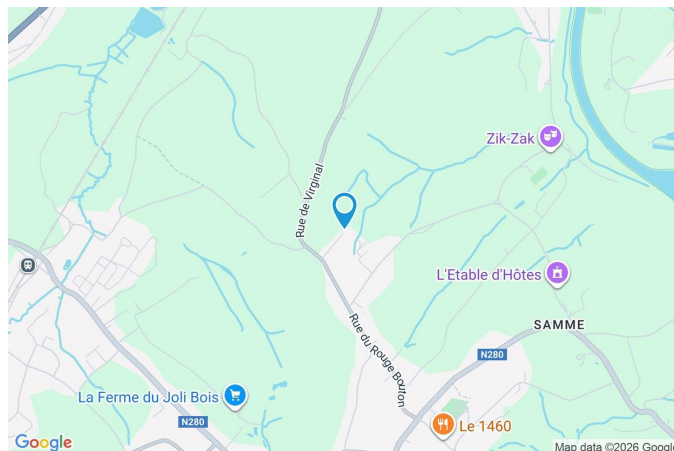 Zik-Zak
Rue de Virginal
L'Etable d'Hôtes
SAMME
N280
Rue du Rouge Bouton
La Ferme du Joli Bois
N280
Le 1460
Google
Map data ©2026 Google